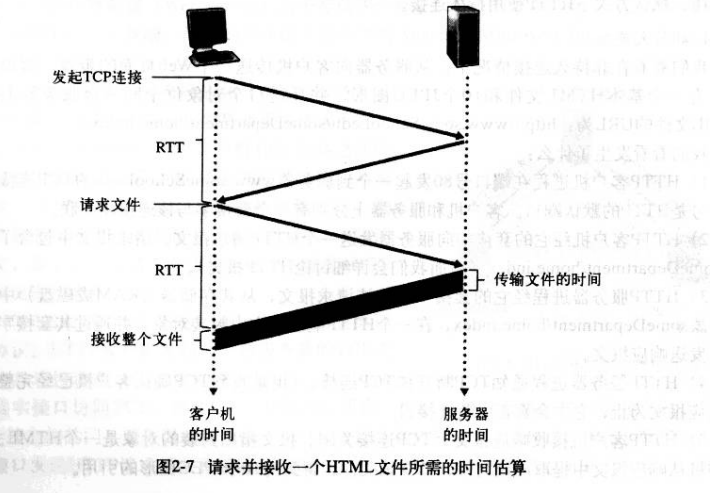 发起TCP连接
RTT
请求文件
RTT
传输文件的时间
接收整个文件
客户机
的时间
服务器
的时间
图2-7 请求并接收一个HTML文件所需的时间估算